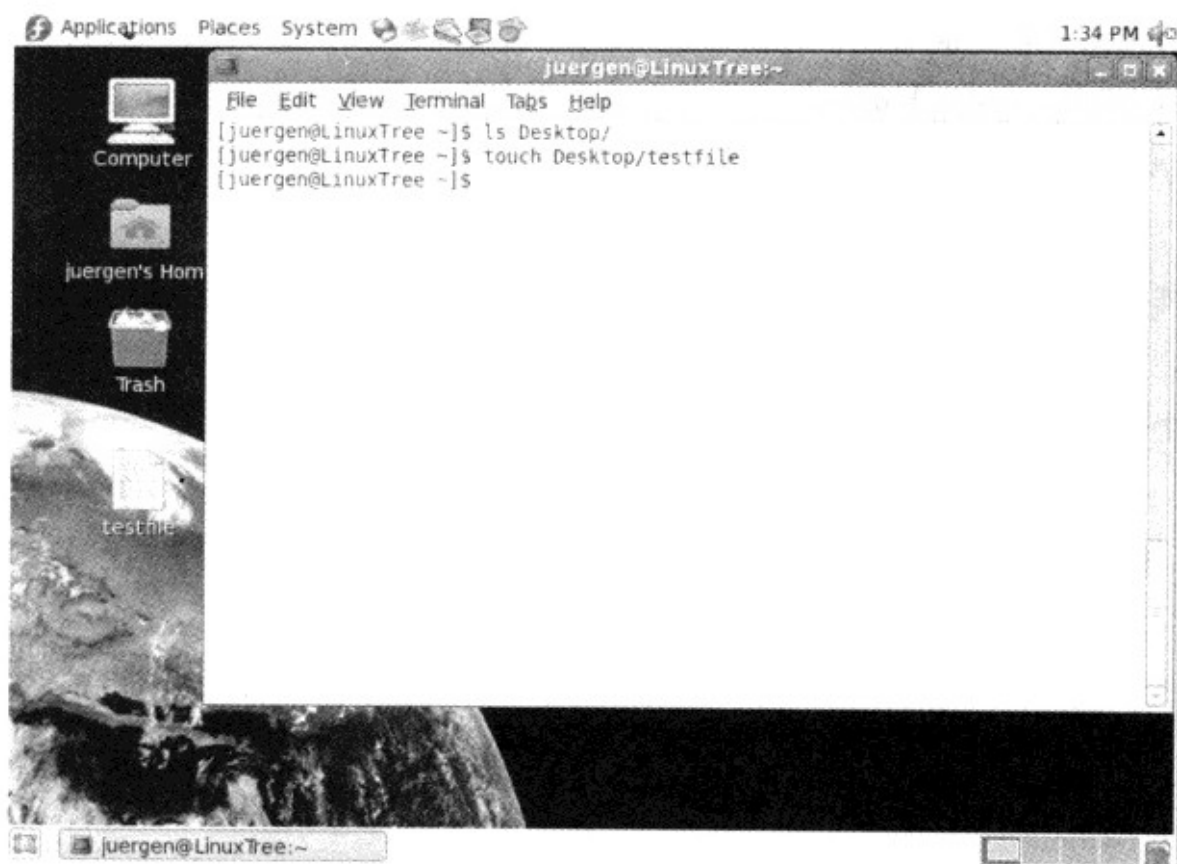 Applications Places System
1:34 PM
juergen@LinuxTree:~
File Edit View Terminal Tabs Help
[juergen@LinuxTree ~]$ ls Desktop/
[juergen@LinuxTree ~]$ touch Desktop/testfile
[juergen@LinuxTree ~]$
Computer
juergen's Hom
Trash
testfile
juergen@LinuxTree:~